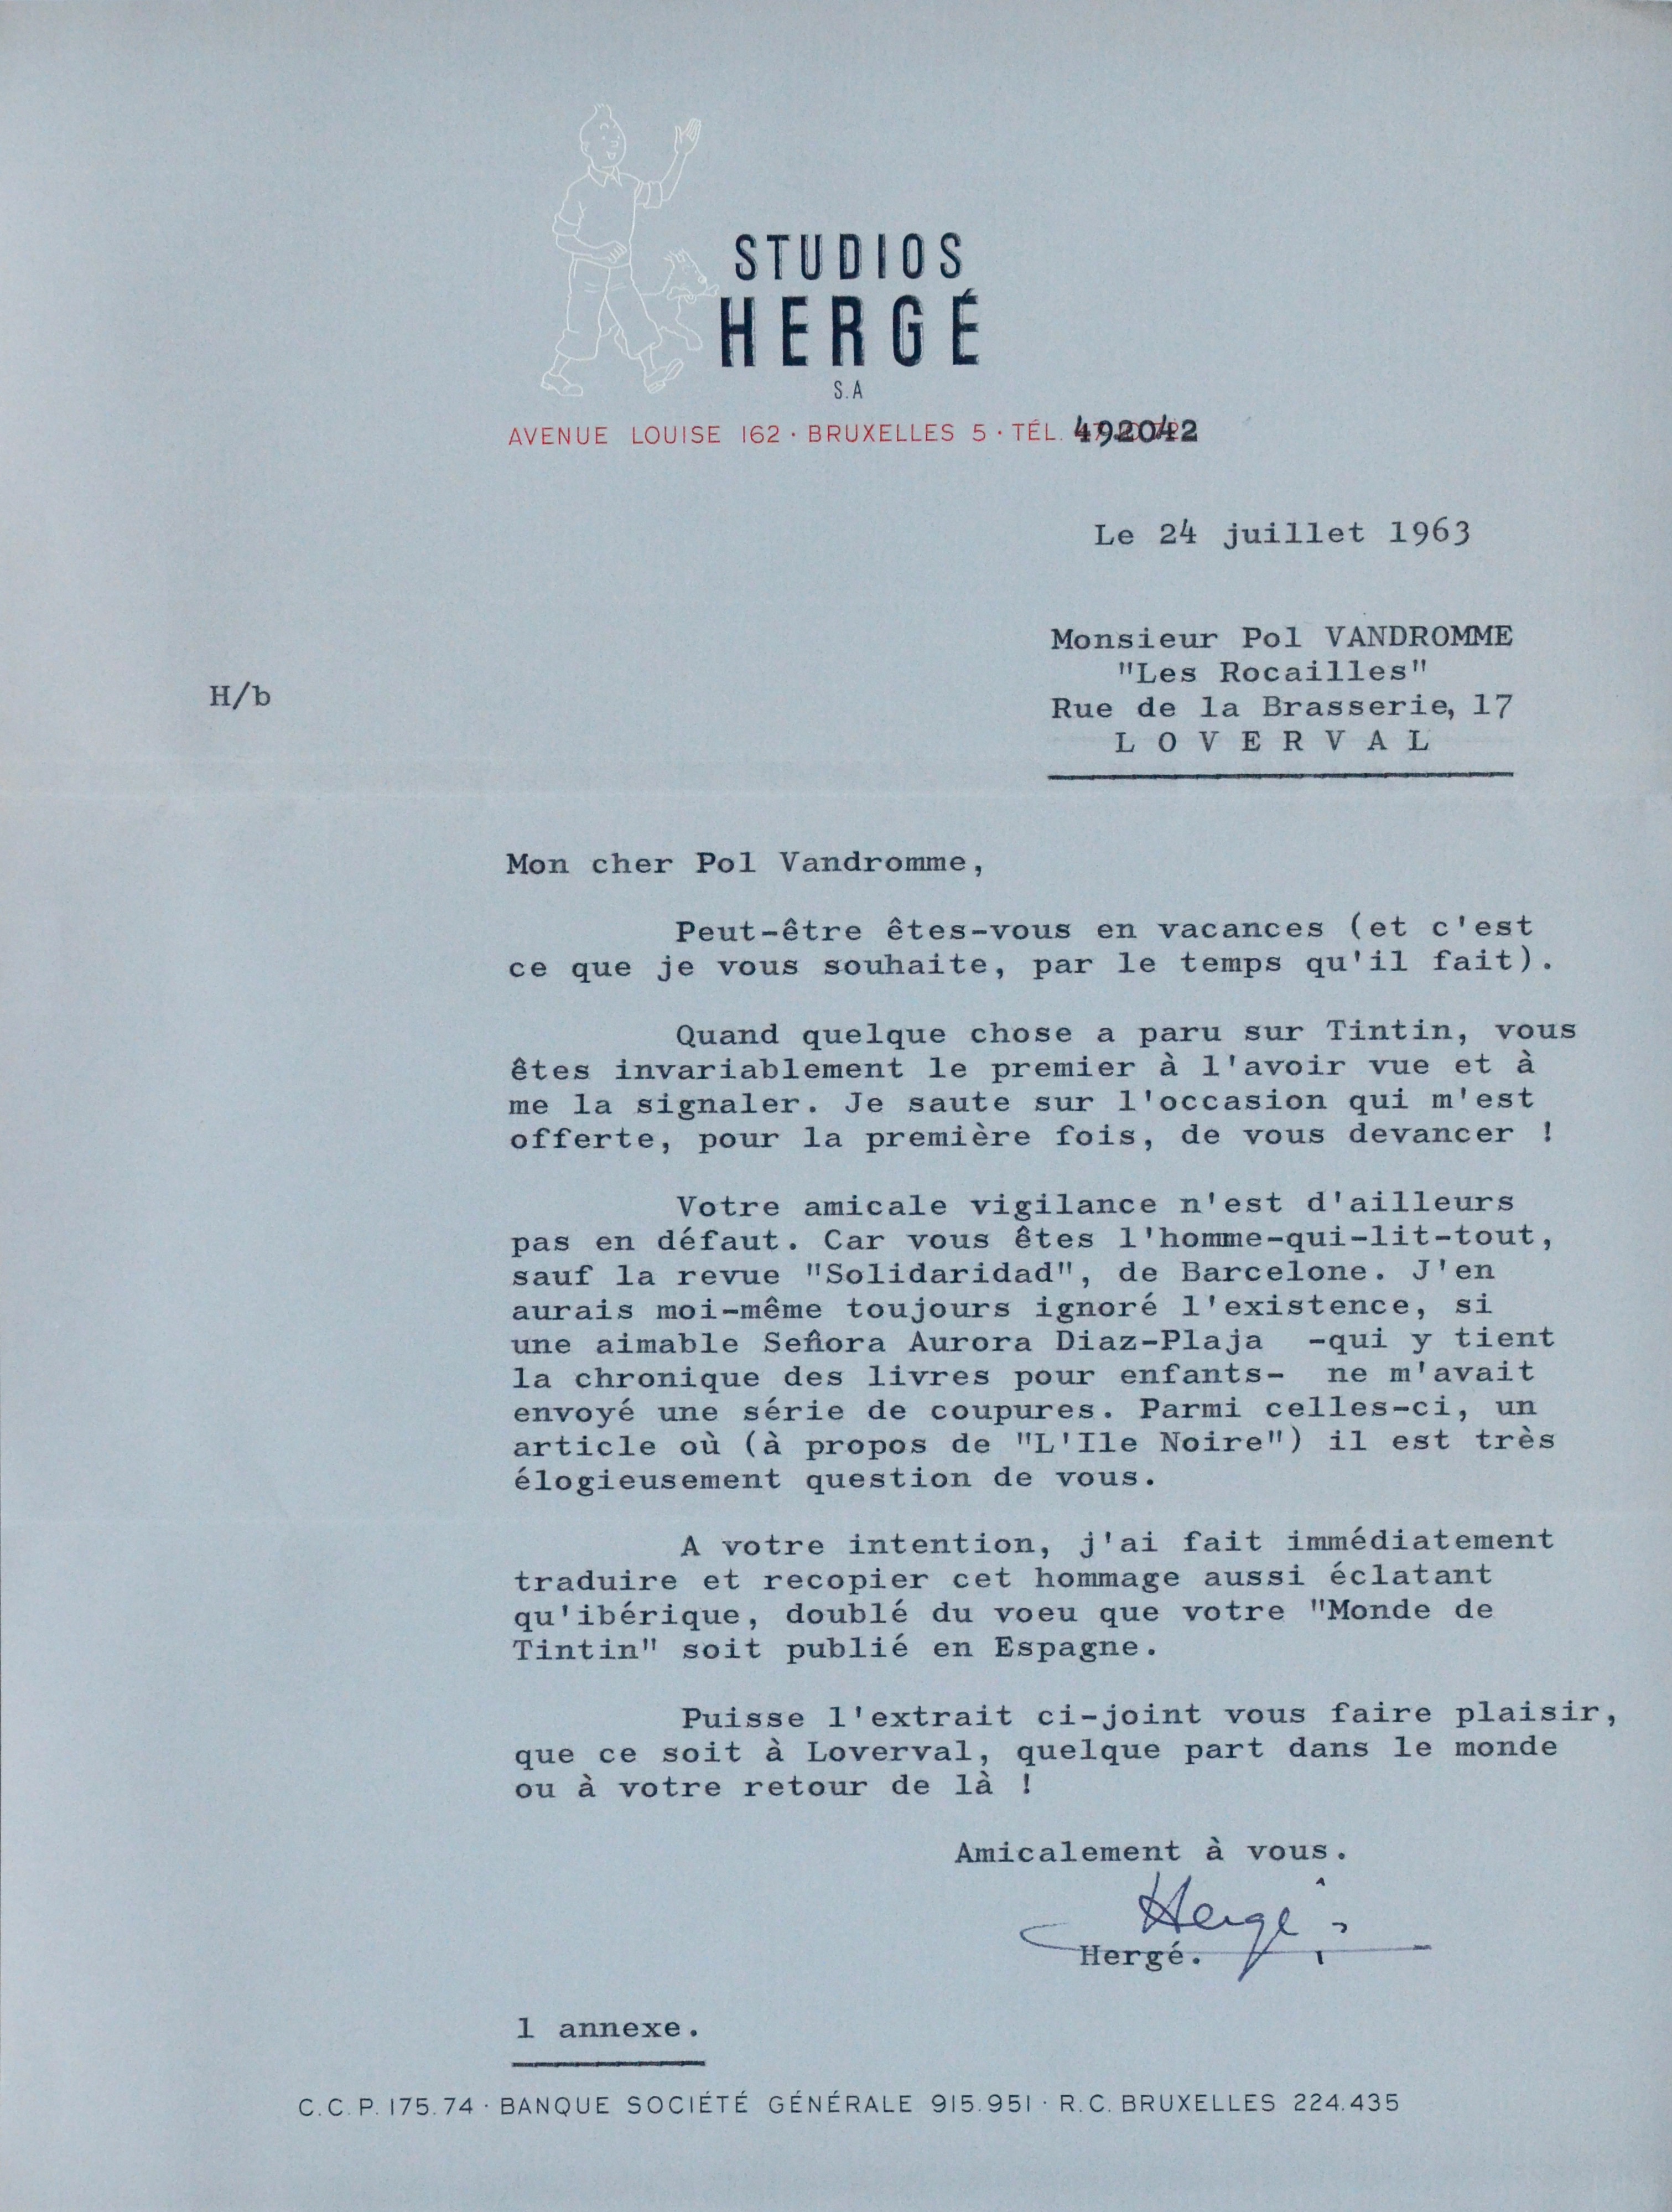 STUDIOS
HERGÉ
S.A
AVENUE LOUISE 162 · BRUXELLES 5 · TÉL. 492042
Le 24 juillet 1963
Monsieur Pol VANDROMME
"Les Rocailles"
H/b
Rue de la Brasserie, 17
L O V E R V A L
Mon cher Pol Vandromme,
Peut-être êtes-vous en vacances (et c'est
ce que je vous souhaite, par le temps qu'il fait).
Quand quelque chose a paru sur Tintin, vous
êtes invariablement le premier à l'avoir vue et à
me la signaler. Je saute sur l'occasion qui m'est
offerte, pour la première fois, de vous devancer !
Votre amicale vigilance n'est d'ailleurs
pas en défaut. Car vous êtes l'homme-qui-lit-tout,
sauf la revue "Solidaridad", de Barcelone. J'en
aurais moi-même toujours ignoré l'existence, si
une aimable Señora Aurora Diaz-Plaja -qui y tient
la chronique des livres pour enfants- ne m'avait
envoyé une série de coupures. Parmi celles-ci, un
article où (à propos de "L'Ile Noire") il est très
élogieusement question de vous.
A votre intention, j'ai fait immédiatement
traduire et recopier cet hommage aussi éclatant
qu'ibérique, doublé du voeu que votre "Monde de
Tintin" soit publié en Espagne.
Puisse l'extrait ci-joint vous faire plaisir,
que ce soit à Loverval, quelque part dans le monde
ou à votre retour de là !
Amicalement à vous.
Hergé
Hergé.
1 annexe.
C.C.P. 175.74 · BANQUE SOCIÉTÉ GÉNÉRALE 915.951 · R.C. BRUXELLES 224.435